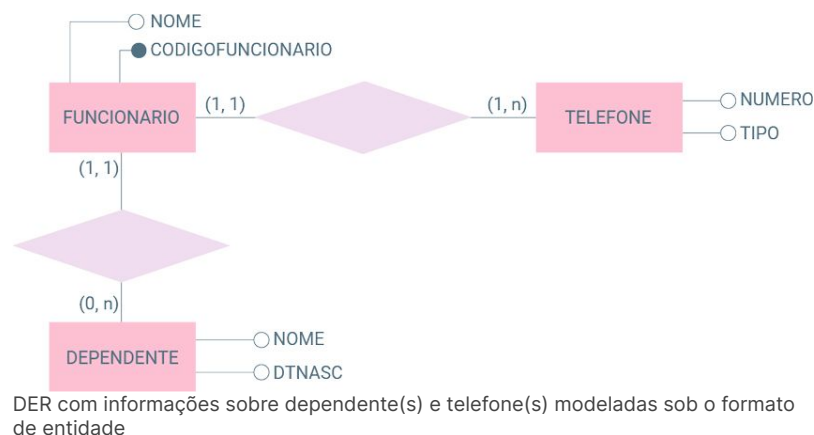 NOME
CODIGOFUNCIONARIO
FUNCIONARIO
(1, 1)
(1, n)
TELEFONE
NUMERO
TIPO
(1, 1)
(0, n)
DEPENDENTE
NOME
DTNASC
DER com informações sobre dependente(s) e telefone(s) modeladas sob o formato
de entidade